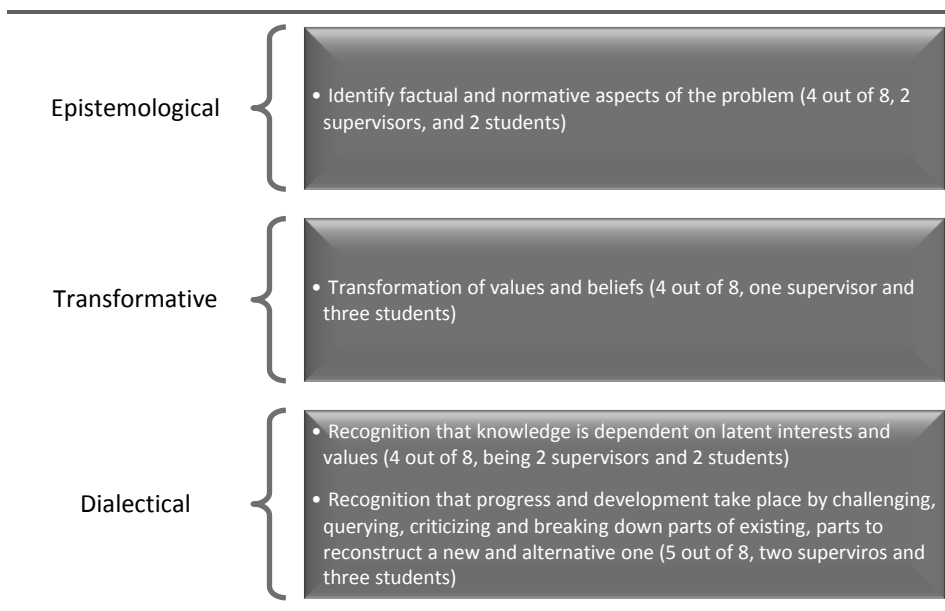 Epistemological
• Identify factual and normative aspects of the problem (4 out of 8, 2
supervisors, and 2 students)
Transformative
• Transformation of values and beliefs (4 out of 8, one supervisor and
three students)
Dialectical
• Recognition that knowledge is dependent on latent interests and
values (4 out of 8, being 2 supervisors and 2 students)
• Recognition that progress and development take place by challenging,
querying, criticizing and breaking down parts of existing, parts to
reconstruct a new and alternative one (5 out of 8, two superviros and
three students)